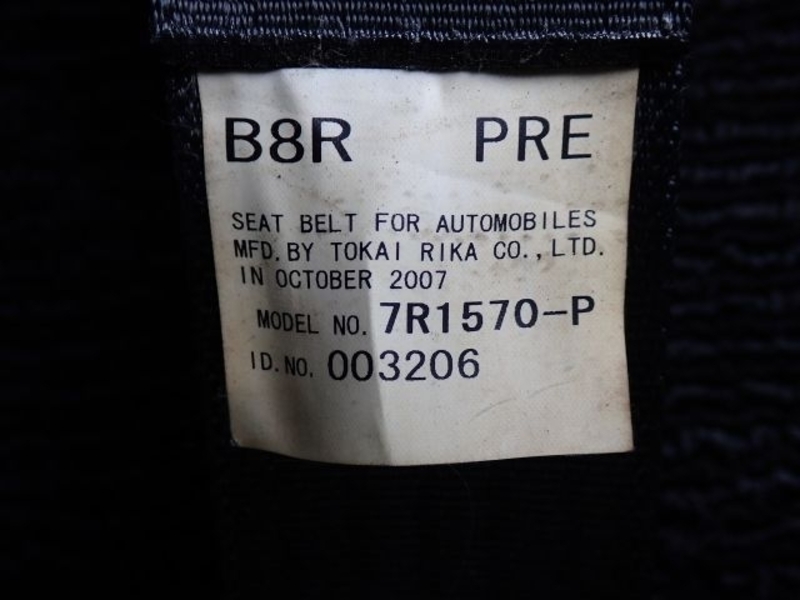 B8R PRE
SEAT BELT FOR AUTOMOBILES
MFD. BY TOKAI RIKA CO., LTD.
IN OCTOBER 2007
MODEL NO. 7R1570-P
ID. NO. 003206